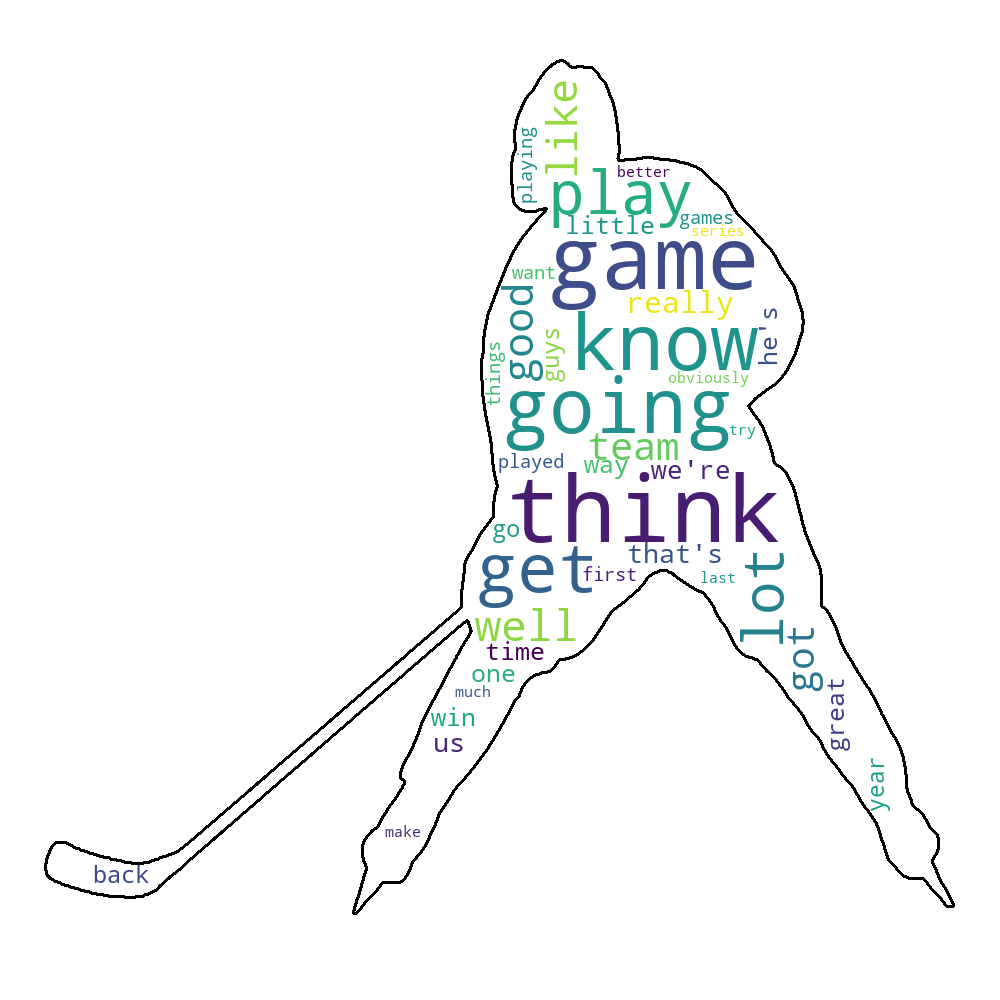 like
playing
better
play
little
games
series
game
want
really
good
he's
know
guys
things
obviously
going
try
team
played
way
we're
think
go
that's
get
first
last
lot
well
time
got
one
much
great
win
us
year
make
back